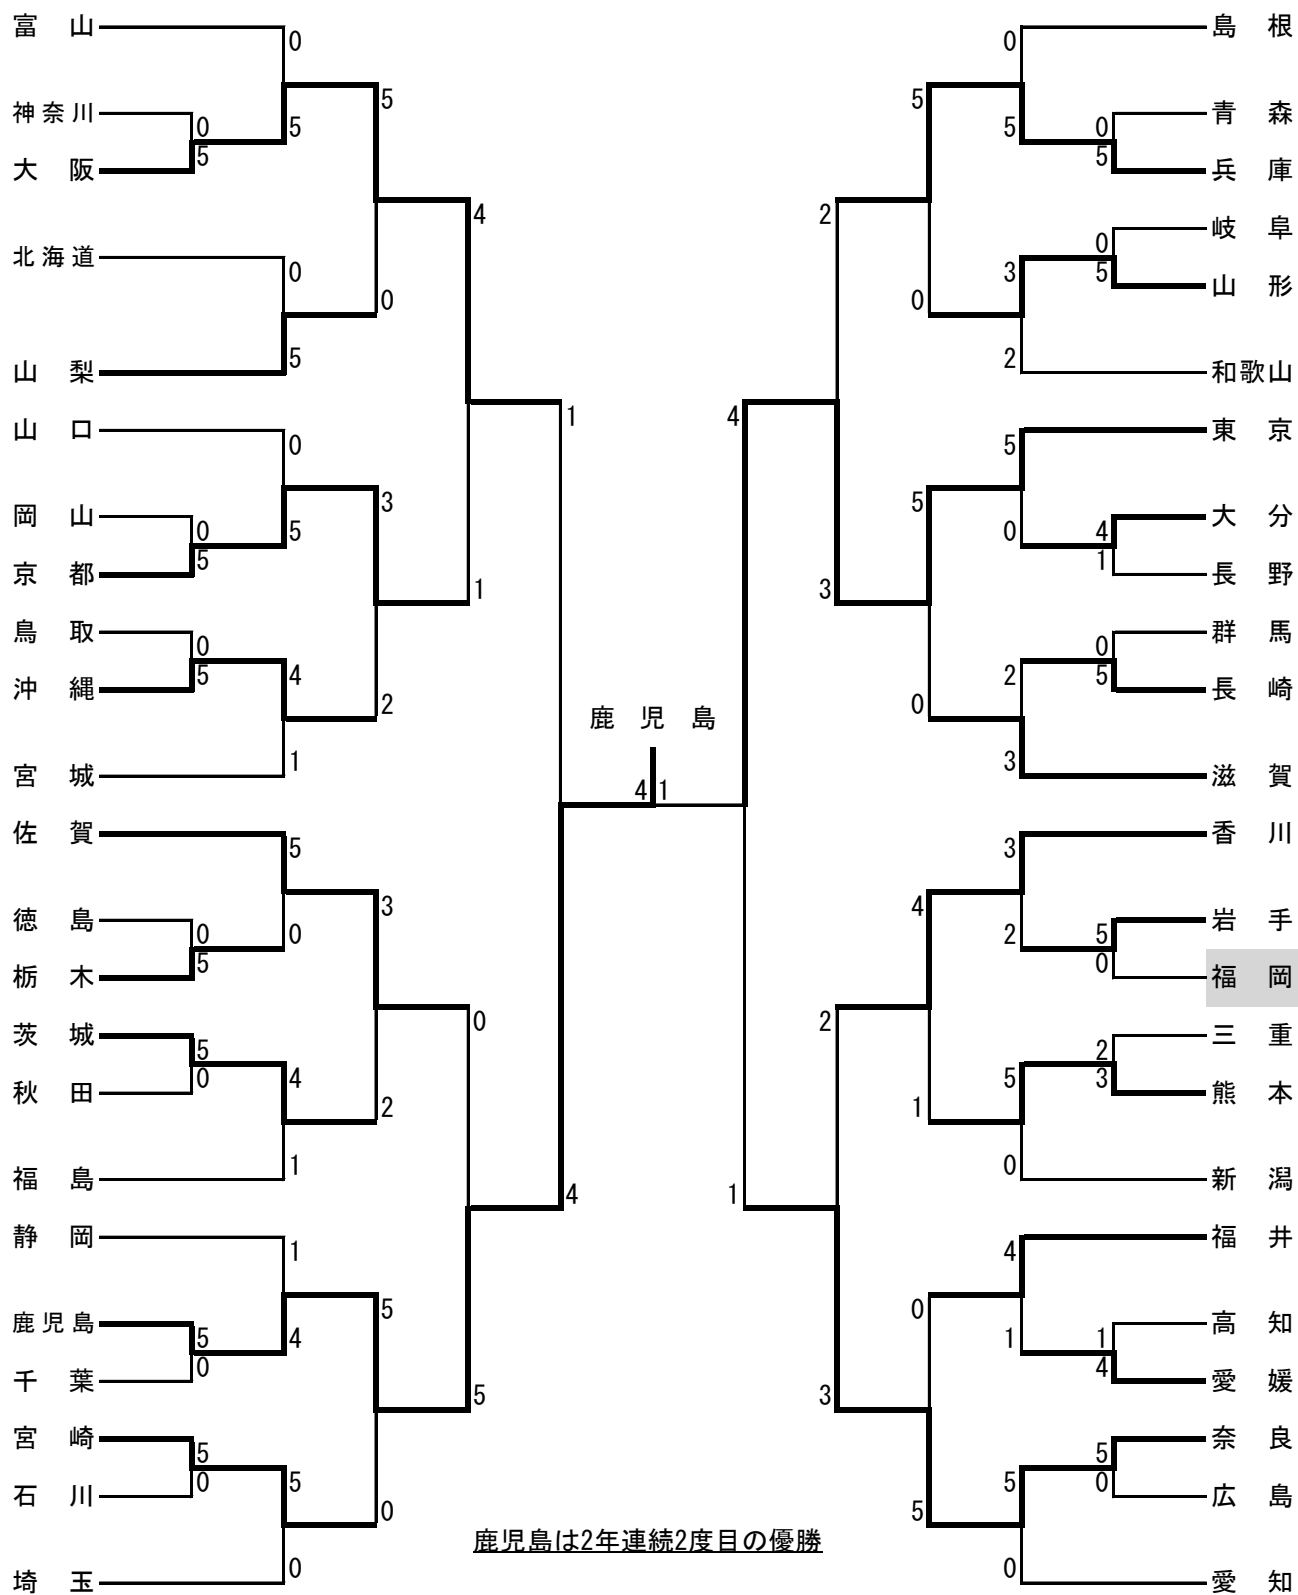 富山
0
神奈川
0
5
大阪
5
5
北海道
0
山梨
5
0
4
山口
0
岡山
0
京都
5
5
3
鳥取
0
沖縄
5
4
宮城
1
2
1
1
佐賀
5
徳島
0
栃木
5
0
3
茨城
5
秋田
0
4
福島
1
2
0
静岡
1
鹿児島
5
千葉
0
4
5
宮崎
5
石川
0
5
埼玉
0
0
5
4
鹿児島
4 1
島根
0
青森
0
兵庫
5
5
5
岐阜
0
山形
5
3
和歌山
2
0
2
東京
5
大分
4
長野
1
0
5
群馬
0
長崎
5
2
滋賀
3
0
3
4
香川
3
岩手
5
福岡
0
2
4
三重
2
熊本
3
5
新潟
0
1
2
福井
4
高知
1
愛媛
4
1
0
奈良
5
広島
0
5
愛知
0
5
3
1
鹿児島は2年連続2度目の優勝